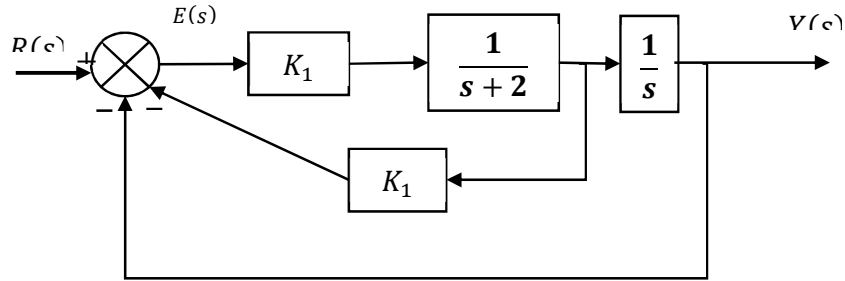 E(s)
R(s)
Y(s)
+
K₁
1
s + 2
1
s
−
−
K₁